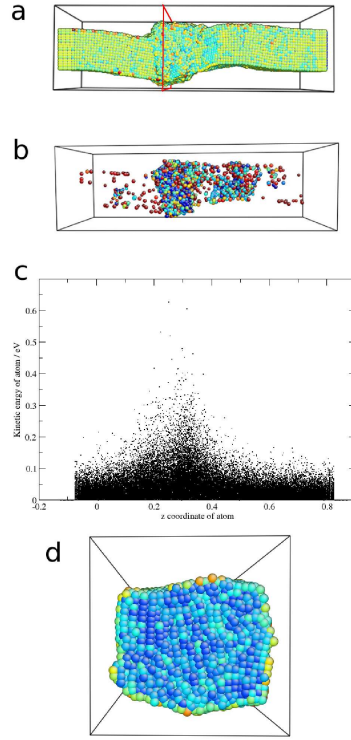 a
b
c
0.6
0.5
0.4
0.3
0.2
0.1
0
Kinetic enrgy of atom / eV
-0.2 0 0.2 0.4 0.6 0.8
z coordinate of atom
d